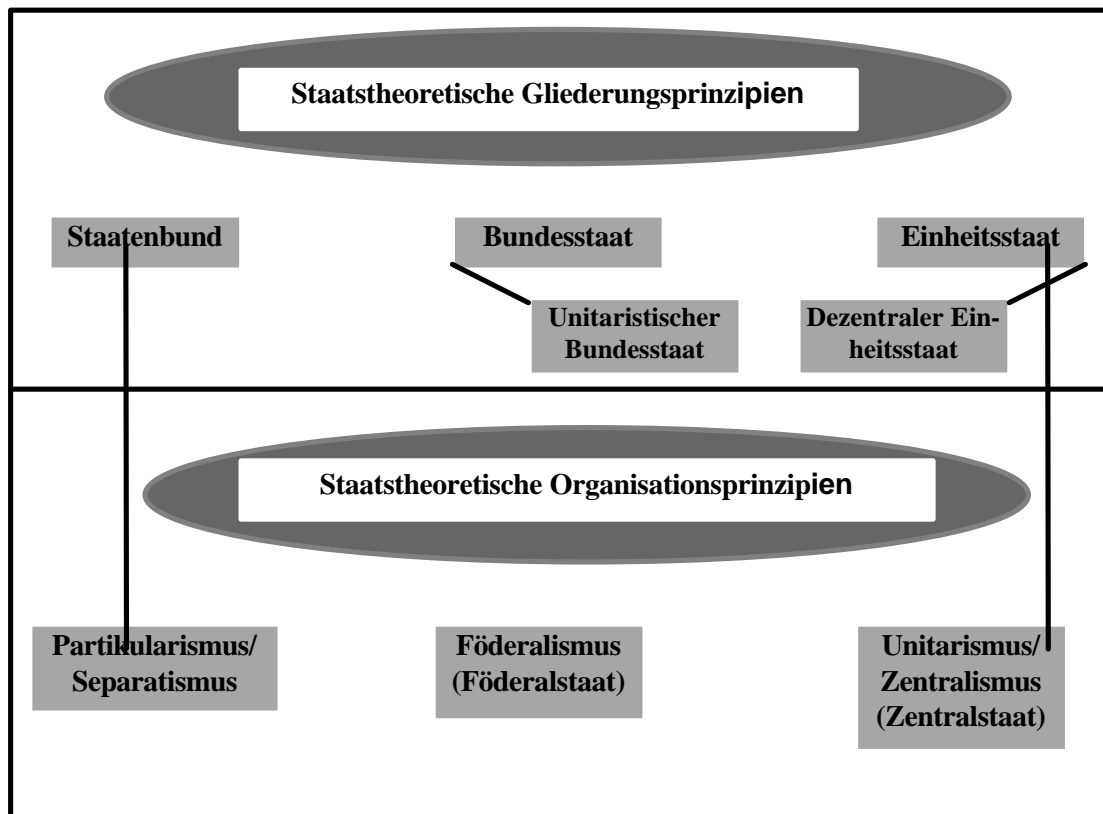 Staatstheoretische Gliederungsprinzipien
Staatenbund
Bundesstaat
Einheitsstaat
Unitaristischer
Bundesstaat
Dezentraler Ein-
heitsstaat
Staatstheoretische Organisationsprinzipien
Partikularismus/
Separatismus
Föderalismus
(Föderalstaat)
Unitarismus/
Zentralismus
(Zentralstaat)